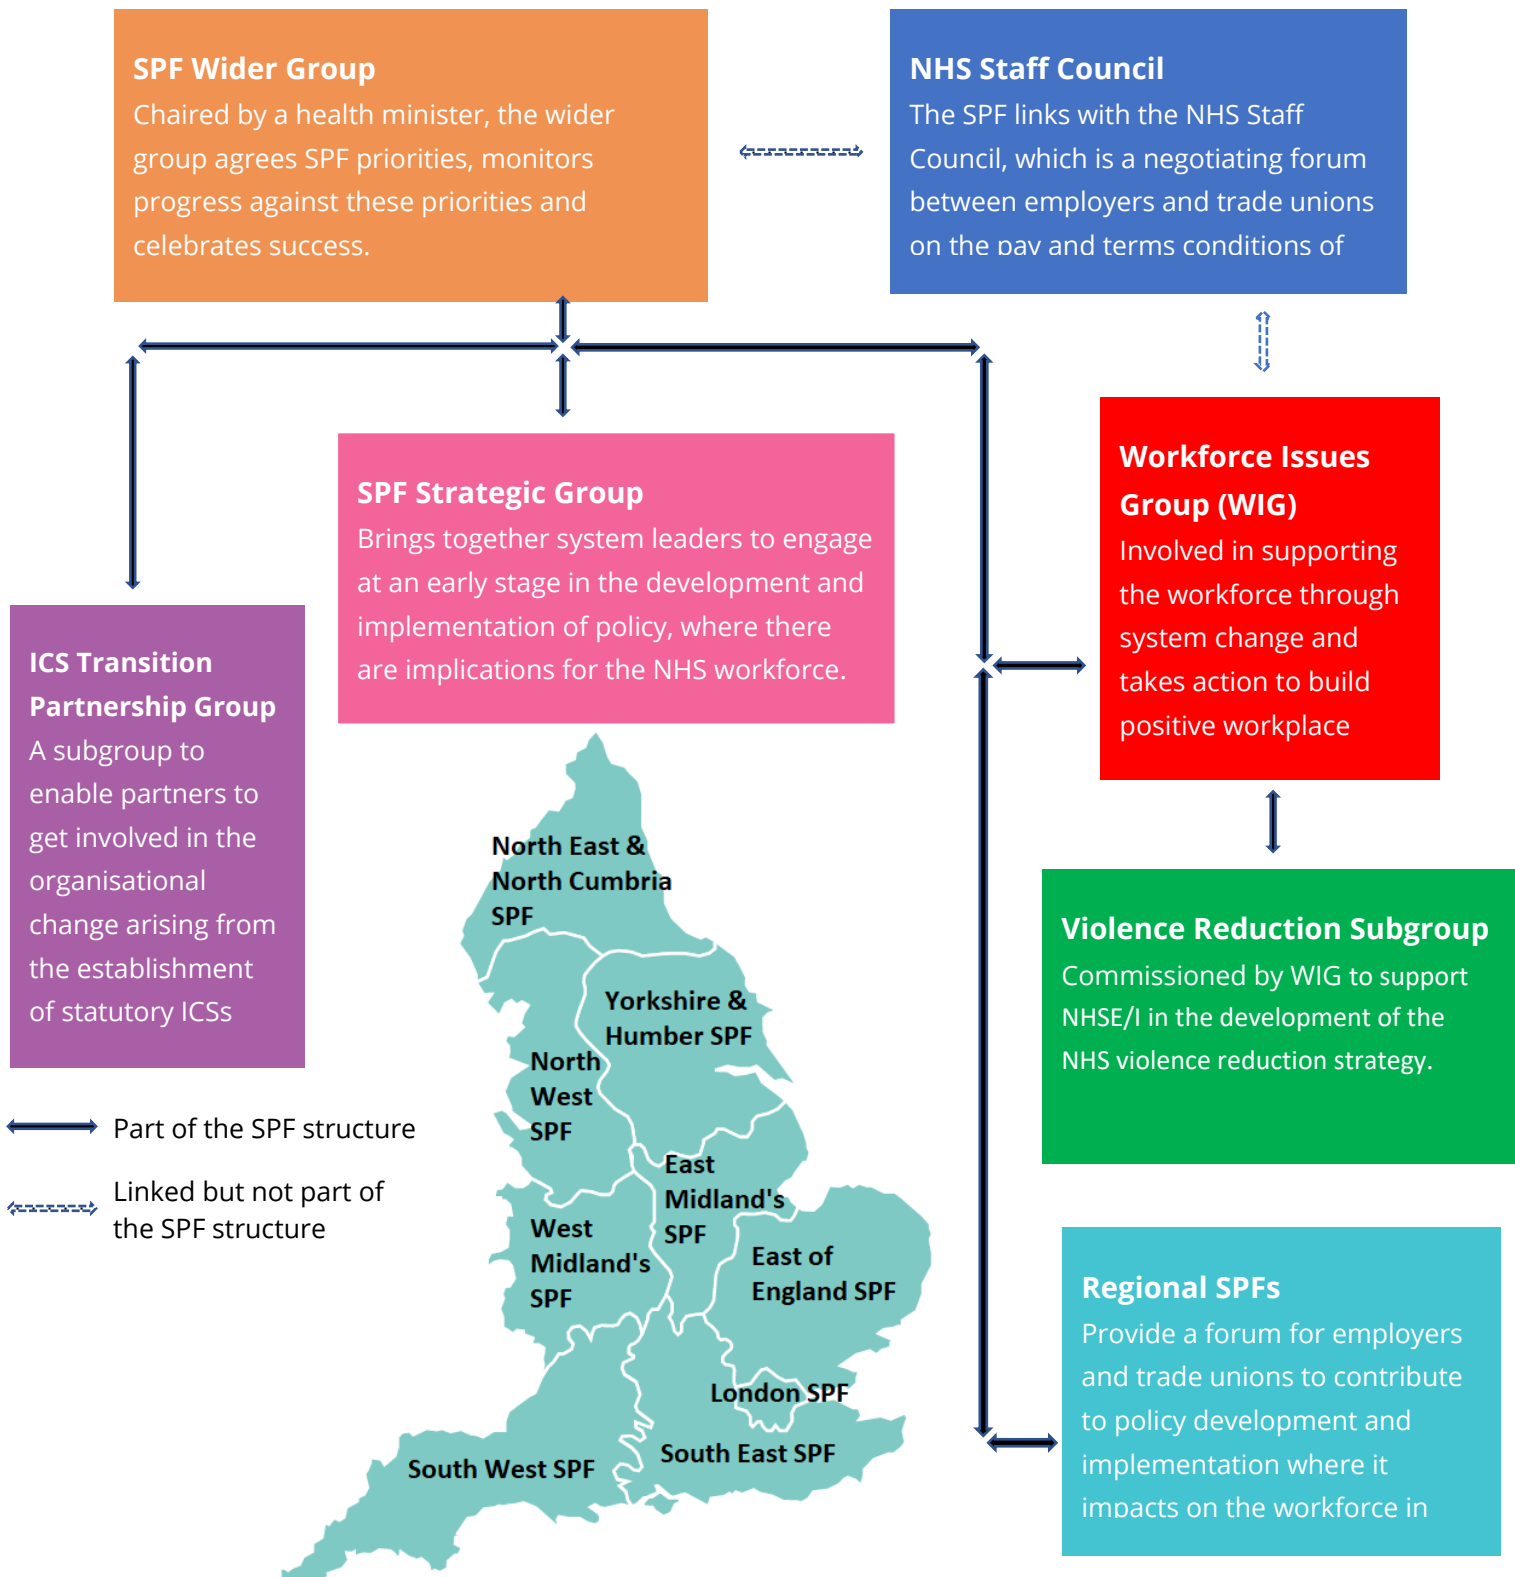 SPF Wider Group
Chaired by a health minister, the wider
group agrees SPF priorities, monitors
progress against these priorities and
celebrates success.
NHS Staff Council
The SPF links with the NHS Staff
Council, which is a negotiating forum
between employers and trade unions
on the pay and terms conditions of
SPF Strategic Group
Brings together system leaders to engage
at an early stage in the development and
implementation of policy, where there
are implications for the NHS workforce.
Workforce Issues
Group (WIG)
Involved in supporting
the workforce through
system change and
takes action to build
positive workplace
ICS Transition
Partnership Group
A subgroup to
enable partners to
get involved in the
organisational
change arising from
the establishment
of statutory ICSs
Violence Reduction Subgroup
Commissioned by WIG to support
NHSE/I in the development of the
NHS violence reduction strategy.
Part of the SPF structure
Linked but not part of
the SPF structure
North East &
North Cumbria
SPF
Yorkshire &
Humber SPF
North
West
SPF
East
Midland's
SPF
West
Midland's
SPF
East of
England SPF
London SPF
South East SPF
South West SPF
Regional SPFs
Provide a forum for employers
and trade unions to contribute
to policy development and
implementation where it
impacts on the workforce in